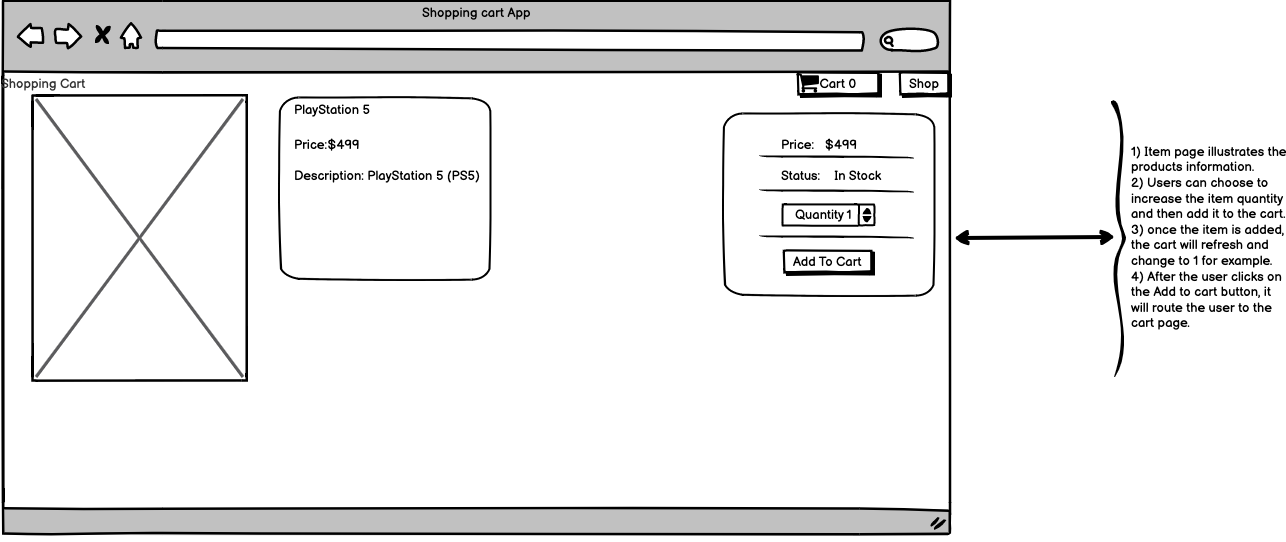 Shopping cart App
Shopping Cart
Cart 0
Shop
PlayStation 5
Price:$499
Description: PlayStation 5 (PS5)
Price: $499
Status: In Stock
Quantity 1
Add To Cart
1) Item page illustrates the
products information.
2) Users can choose to
increase the item quantity
and then add it to the cart.
3) once the item is added,
the cart will refresh and
change to 1 for example.
4) After the user clicks on
the Add to cart button, it
will route the user to the
cart page.